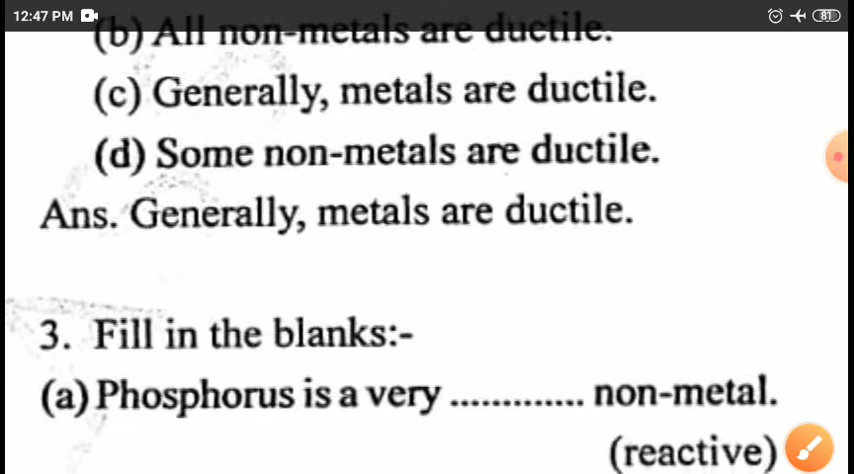 12:47 PM
81
(b) All non-metals are ductile.
(c) Generally, metals are ductile.
(d) Some non-metals are ductile.
Ans. Generally, metals are ductile.
3. Fill in the blanks:-
(a) Phosphorus is a very ............. non-metal.
(reactive)